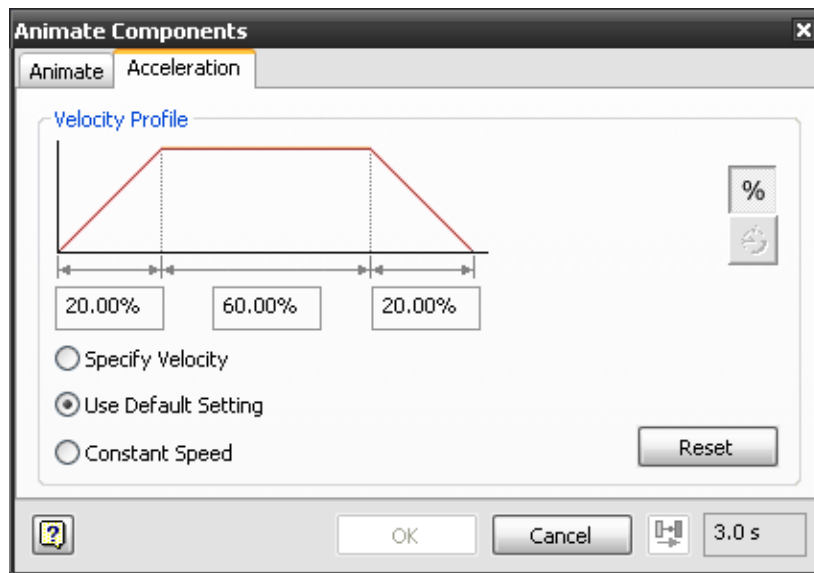 Animate Components
Animate Acceleration
Velocity Profile
%
20.00% 60.00% 20.00%
Specify Velocity
Use Default Setting
Constant Speed
Reset
? OK Cancel 3.0 s